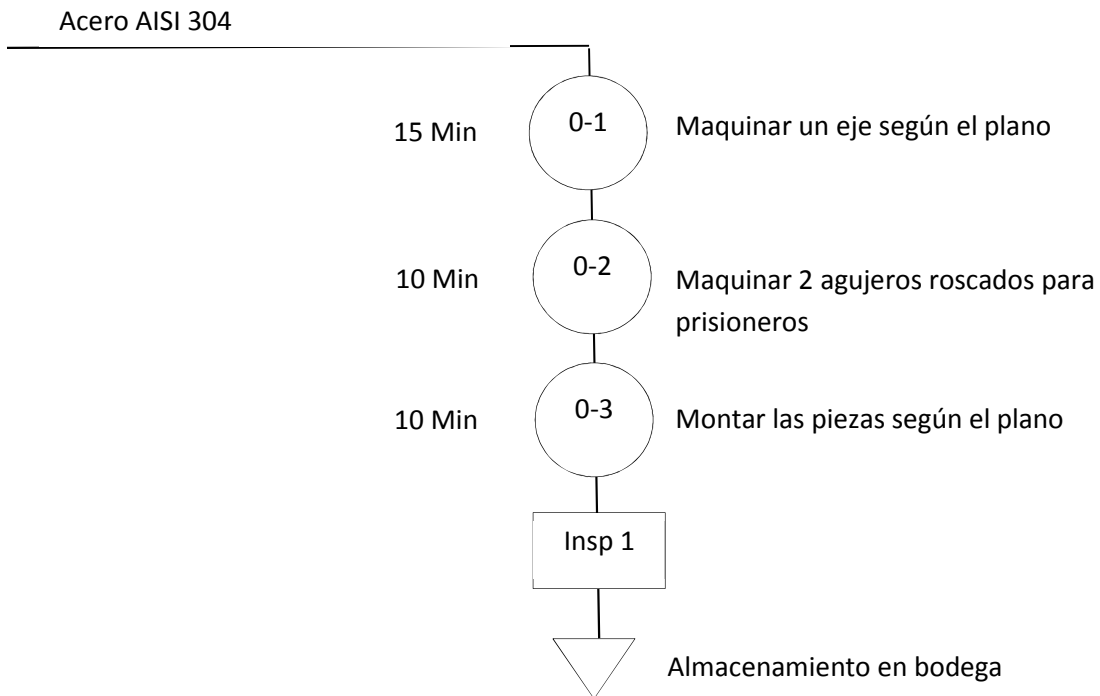 Acero AISI 304
15 Min
0-1
Maquinar un eje según el plano
10 Min
0-2
Maquinar 2 agujeros roscados para
prisioneros
10 Min
0-3
Montar las piezas según el plano
Insp 1
Almacenamiento en bodega